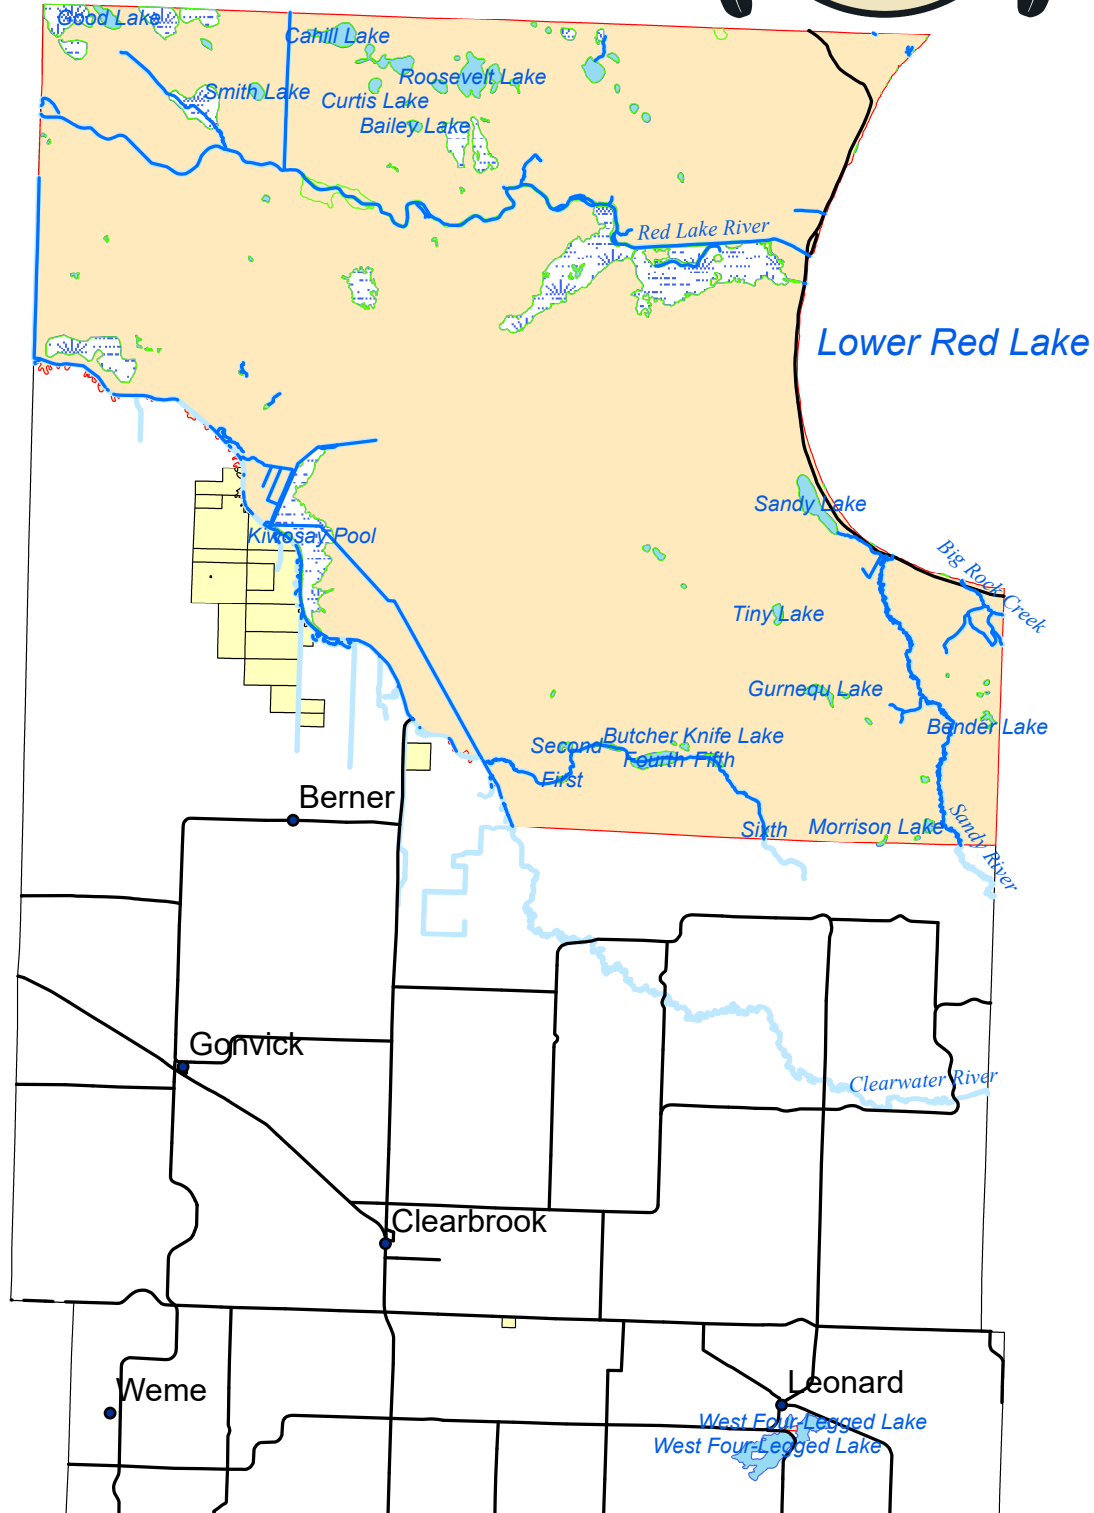 Good Lake
Cahill Lake
Roosevelt Lake
Smith Lake
Curtis Lake
Bailey Lake
Red Lake River
Lower Red Lake
Sandy Lake
Kiwosay Pool
Big Rock Creek
Tiny Lake
Gurnequ Lake
Bender Lake
Butcher Knife Lake
Second
Fourth Fifth
First
Berner
Sixth
Morrison Lake
Sandy River
Gonvick
Clearwater River
Clearbrook
Leonard
Weme
West Four-Legged Lake
West Four-Legged Lake